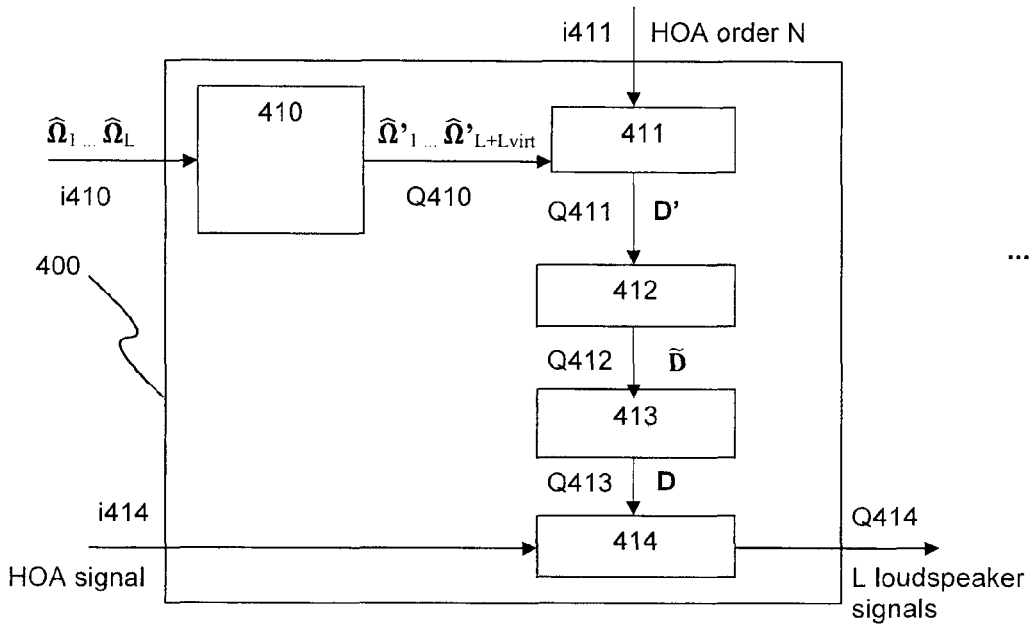 i411 HOA order N
410
411
Ω̂₁ ... Ω̂_L
Ω̂'₁ ... Ω̂'_L+Lvirt
i410
Q410
Q411 D'
400
412
...
Q412 D̃
413
Q413 D
i414
414
Q414
HOA signal
L loudspeaker
signals